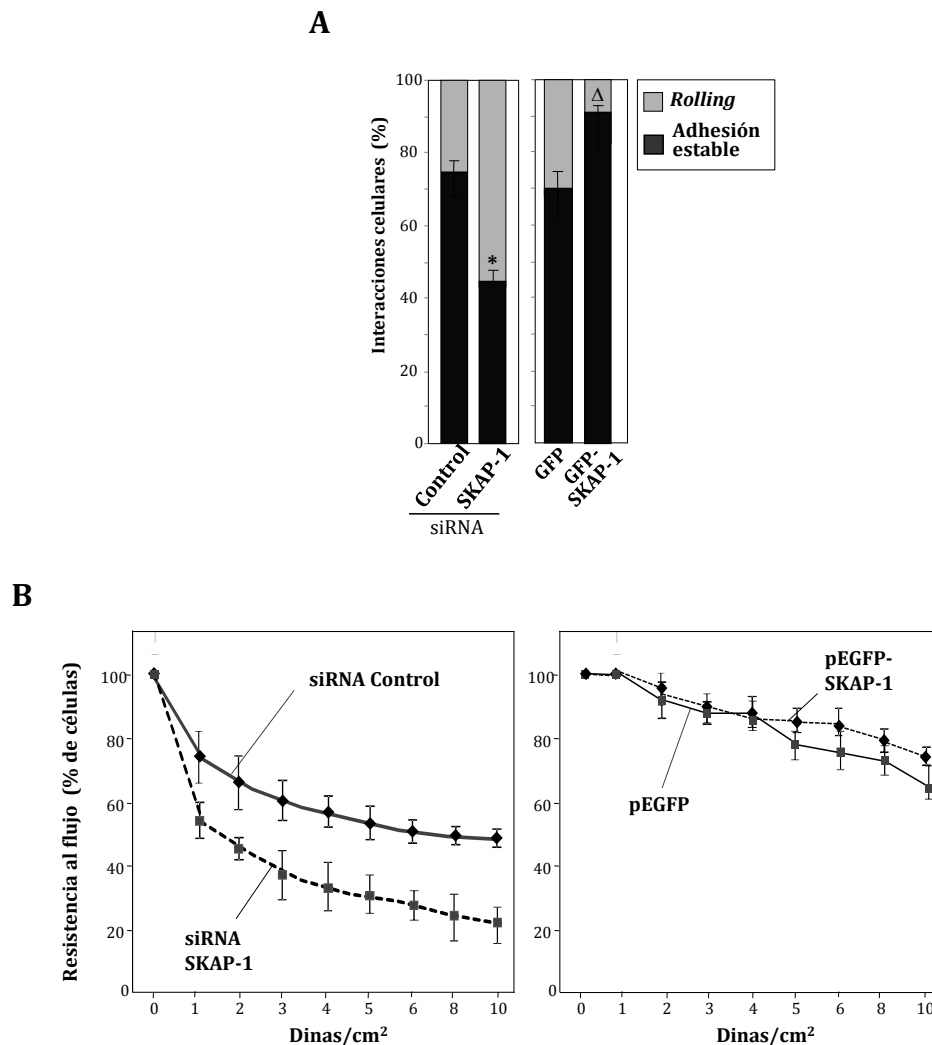 A
Interacciones celulares (%)
100
80
60
40
20
0
*
Δ
Rolling
Adhesión
estable
Control
SKAP-1
GFP
GFP-
SKAP-1
siRNA
B
Resistencia al flujo (% de células)
100
80
60
40
20
0
siRNA Control
siRNA
SKAP-1
0 1 2 3 4 5 6 8 10
Dinas/cm²
100
80
60
40
20
0
pEGFP-
SKAP-1
pEGFP
0 1 2 3 4 5 6 8 10
Dinas/cm²